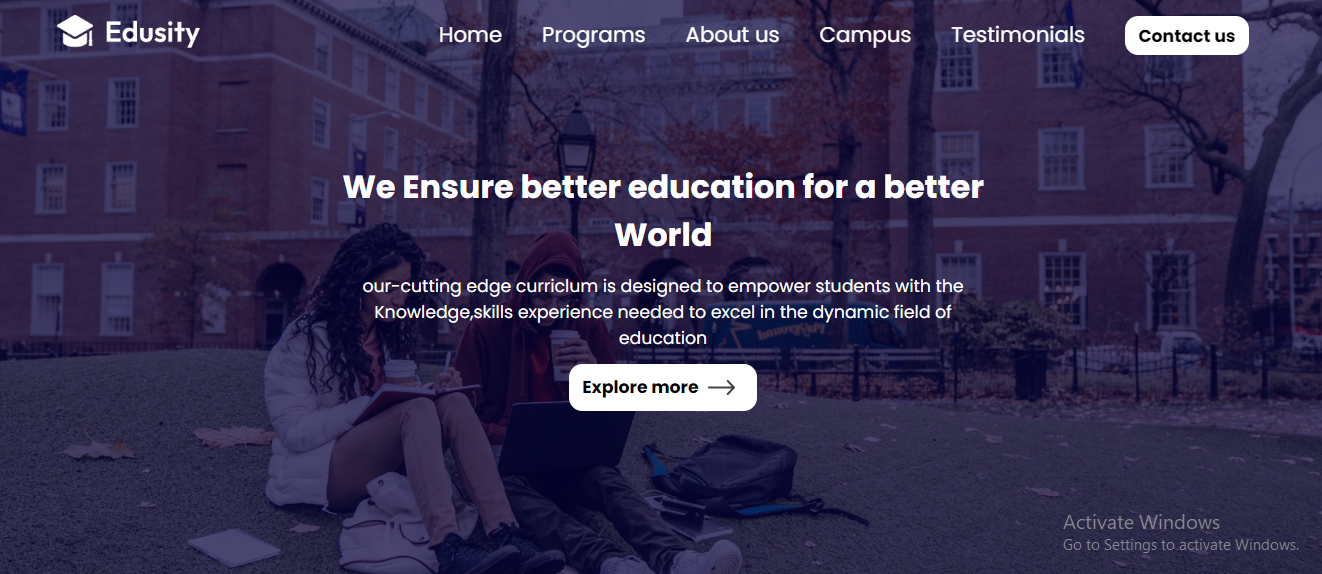 Edusity
Home
Programs
About us
Campus
Testimonials
Contact us
We Ensure better education for a better
World
our-cutting edge curriclum is designed to empower students with the
Knowledge,skills experience needed to excel in the dynamic field of
education
Explore more
Activate Windows
Go to Settings to activate Windows.